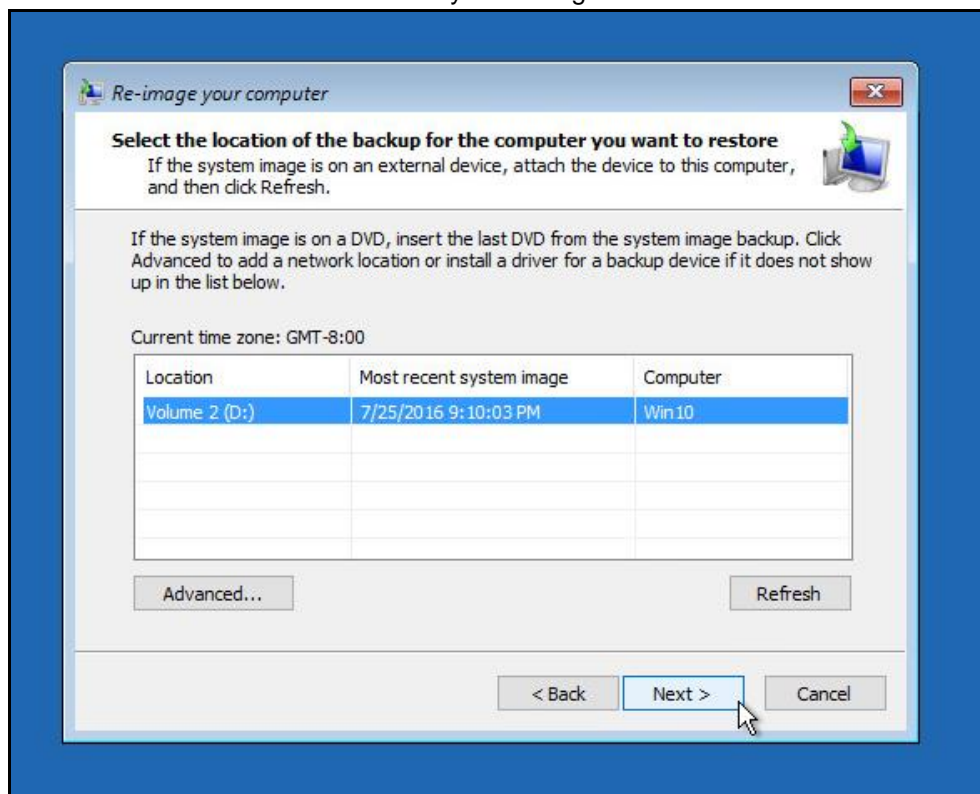 Re-image your computer
Select the location of the backup for the computer you want to restore
If the system image is on an external device, attach the device to this computer,
and then click Refresh.
If the system image is on a DVD, insert the last DVD from the system image backup. Click
Advanced to add a network location or install a driver for a backup device if it does not show
up in the list below.
Current time zone: GMT-8:00
Location Most recent system image Computer
Volume 2 (D:) 7/25/2016 9:10:03 PM Win10
Advanced... Refresh
< Back Next > Cancel